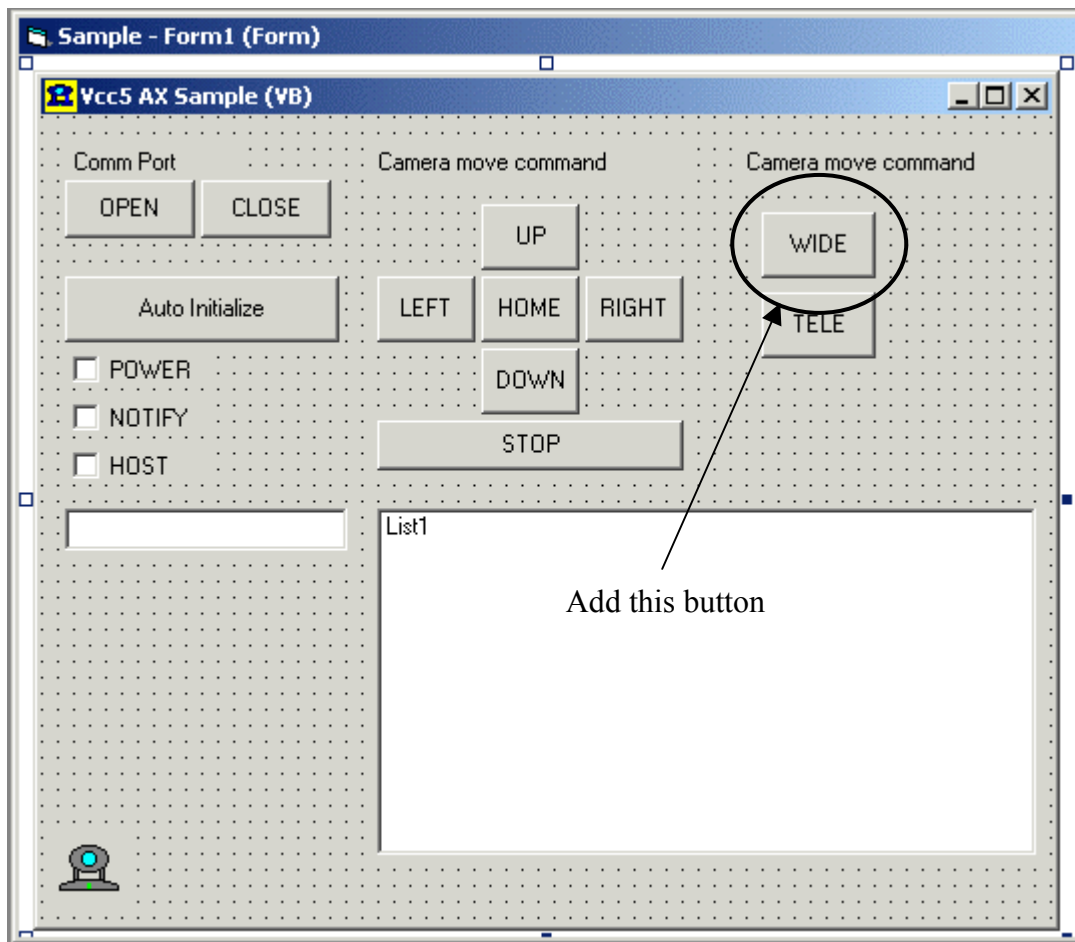 Sample - Form1 (Form)
Vcc5 AX Sample (VB)
Comm Port
Camera move command
Camera move command
OPEN
CLOSE
UP
WIDE
Auto Initialize
LEFT
HOME
RIGHT
TELE
POWER
DOWN
NOTIFY
STOP
HOST
List1
Add this button